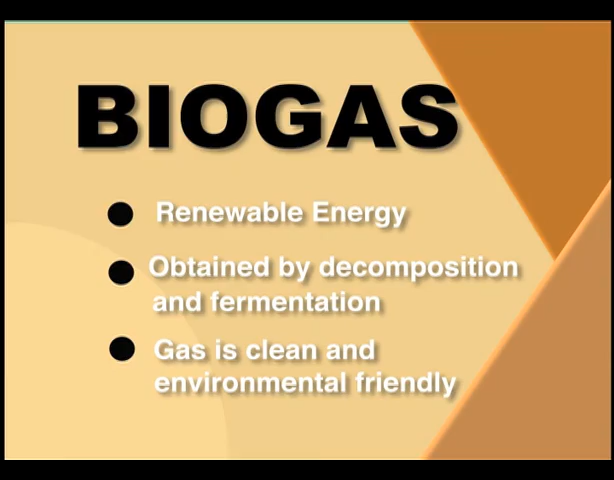 BIOGAS
Renewable Energy
Obtained by decomposition
and fermentation
Gas is clean and
environmental friendly